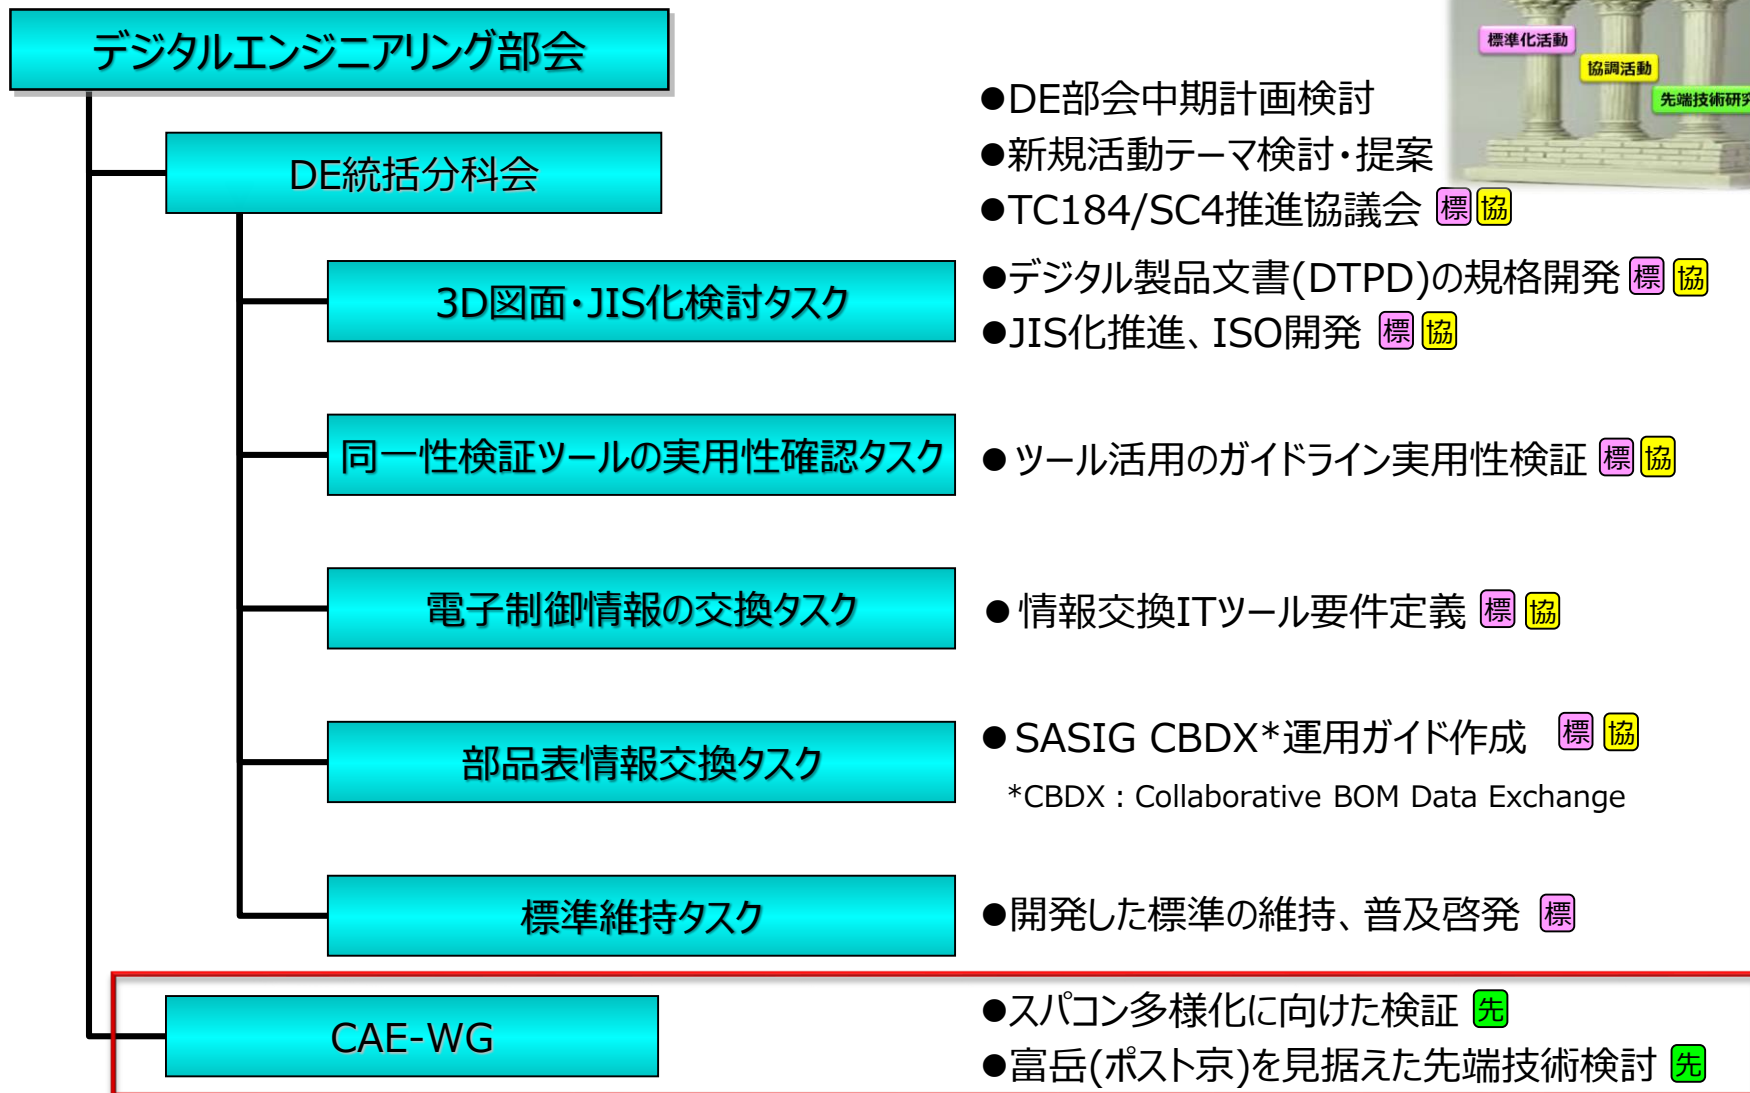 デジタルエンジニアリング部会
標準化活動
協調活動
先端技術研究
●DE部会中期計画検討
DE統括分科会
●新規活動テーマ検討・提案
●TC184/SC4推進協議会 標 協
3D図面・JIS化検討タスク
●デジタル製品文書(DTPD)の規格開発 標 協
●JIS化推進、ISO開発 標 協
同一性検証ツールの実用性確認タスク
● ツール活用のガイドライン実用性検証 標 協
電子制御情報の交換タスク
● 情報交換ITツール要件定義 標 協
部品表情報交換タスク
● SASIG CBDX*運用ガイド作成 標 協
*CBDX : Collaborative BOM Data Exchange
標準維持タスク
●開発した標準の維持、普及啓発 標
CAE-WG
●スパコン多様化に向けた検証 先
●富岳(ポスト京)を見据えた先端技術検討 先